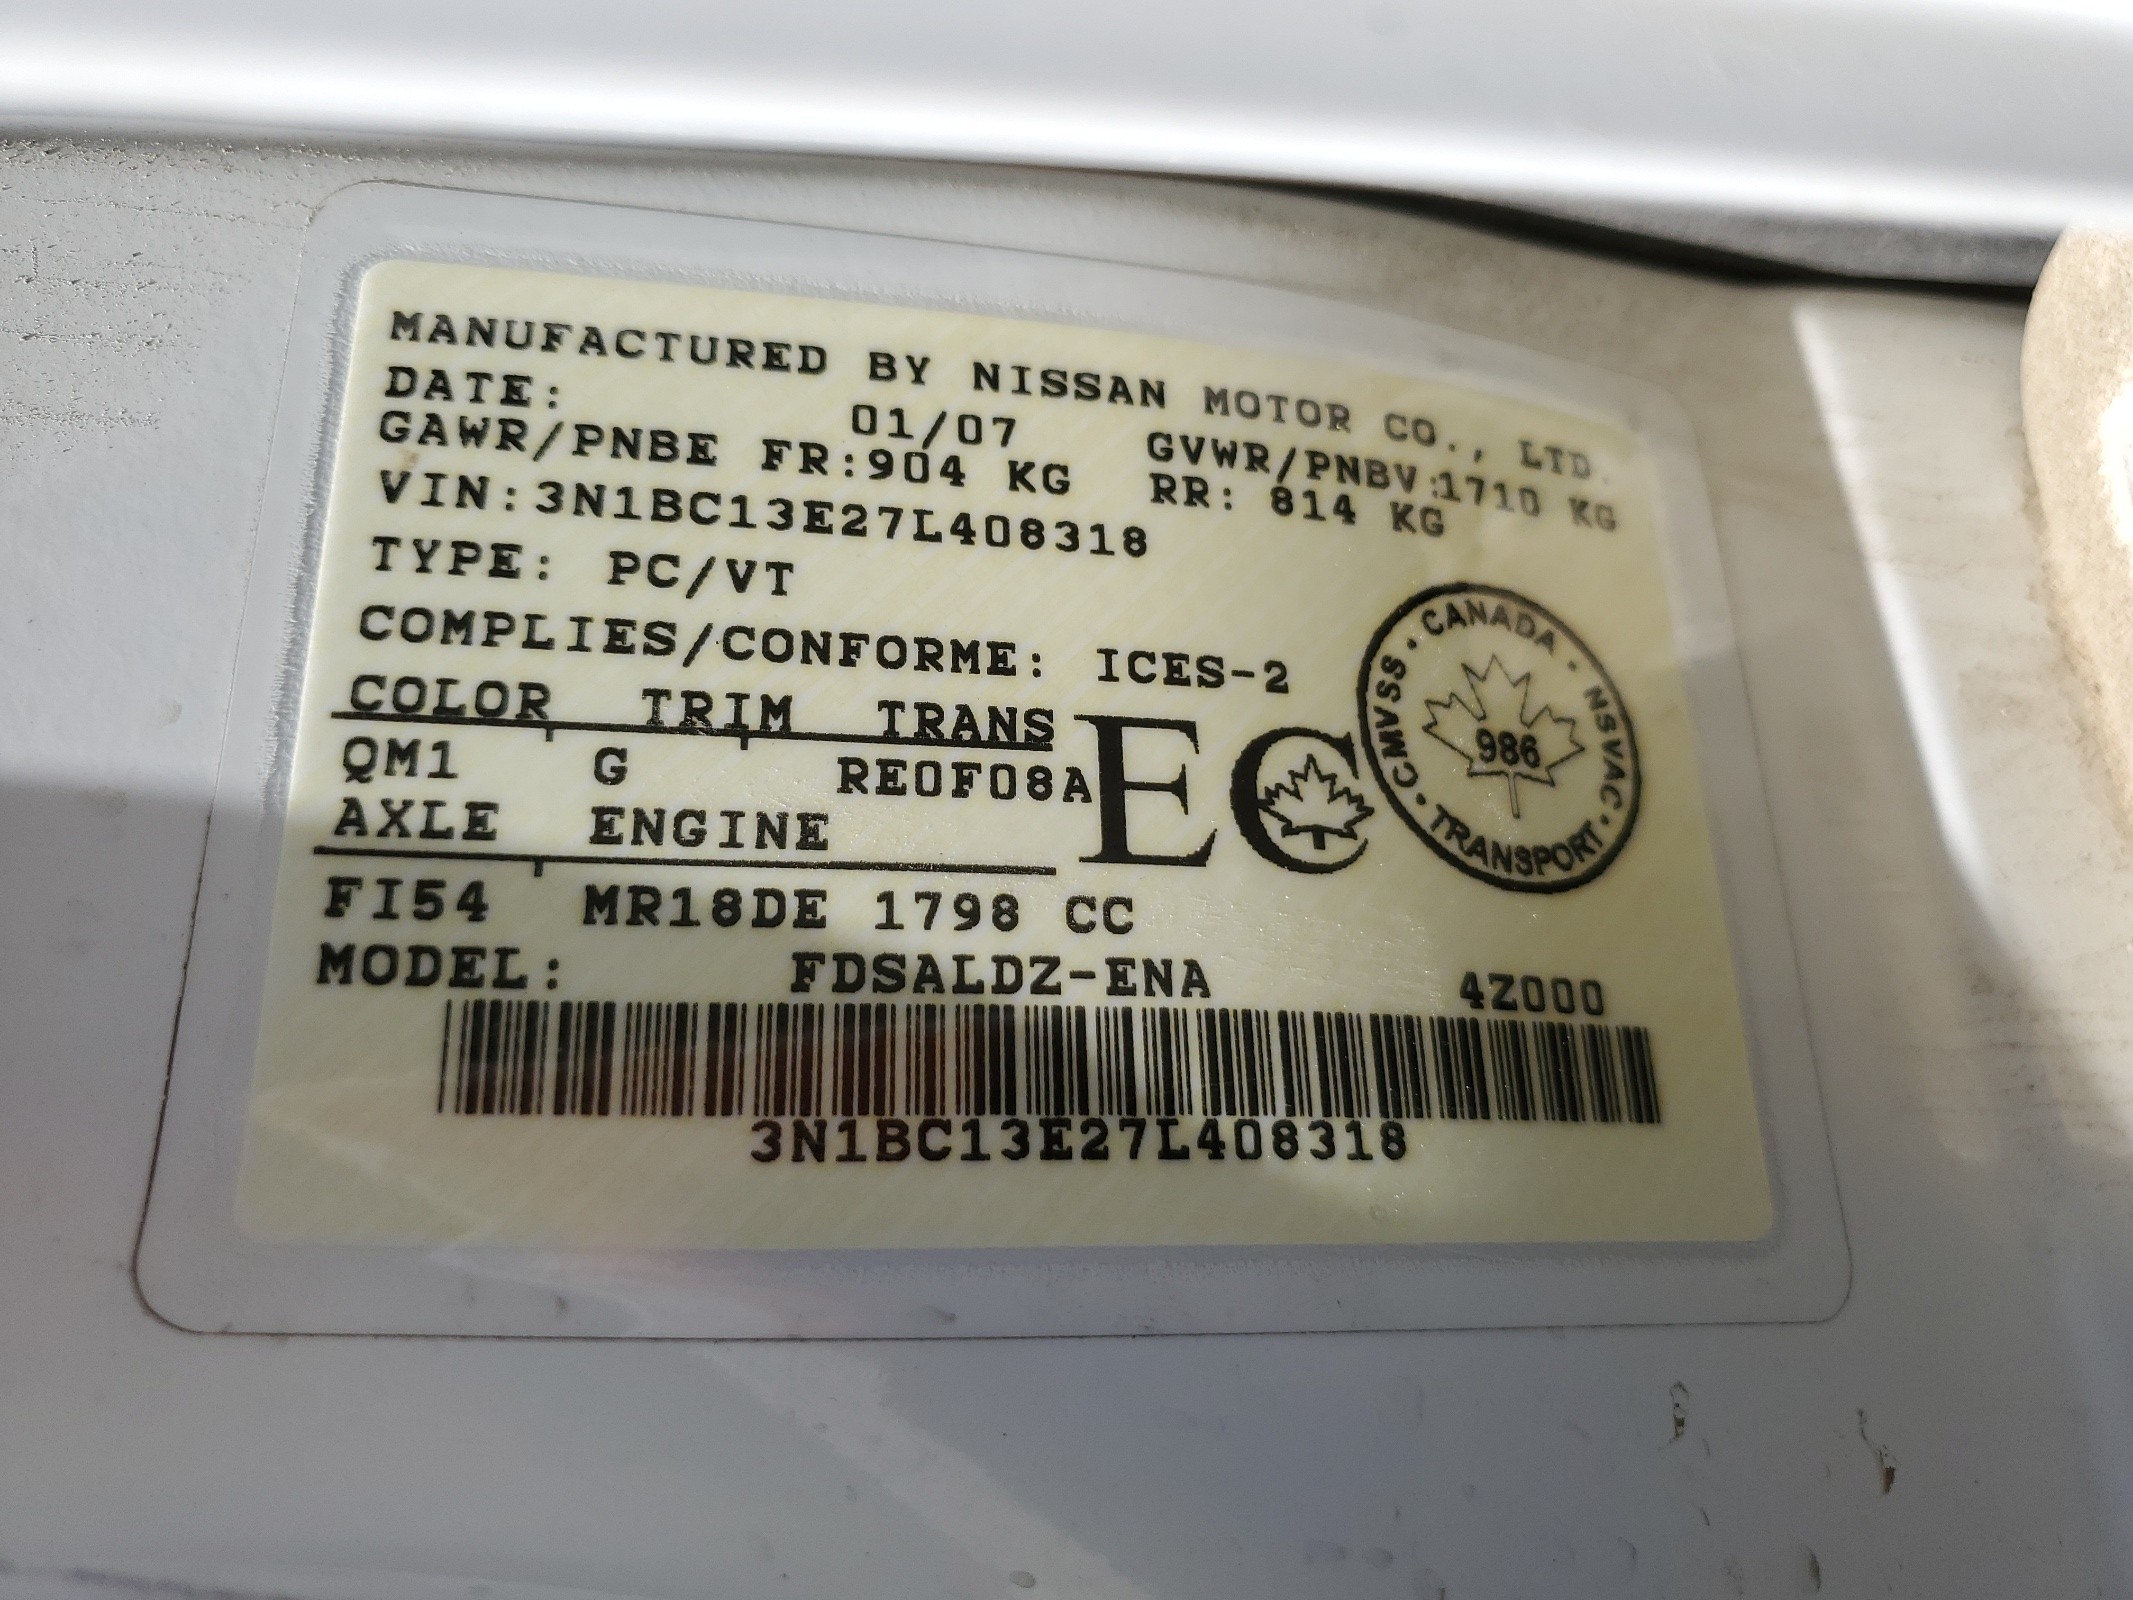 MANUFACTURED BY NISSAN MOTOR CO., LTD.
DATE: 01/07 GVWR/PNBV:1710 KG
GAWR/PNBE FR:904 KG RR: 814 KG
VIN:3N1BC13E27L408318
TYPE: PC/VT
COMPLIES/CONFORME: ICES-2
COLOR TRIM TRANS
QM1 G RE0F08A
AXLE ENGINE
FI54 MR18DE 1798 CC
EC
CANADA · NSVAC · TRANSPORT · CMVSS ·
986
MODEL: FDSALDZ-ENA 4Z000
3N1BC13E27L408318